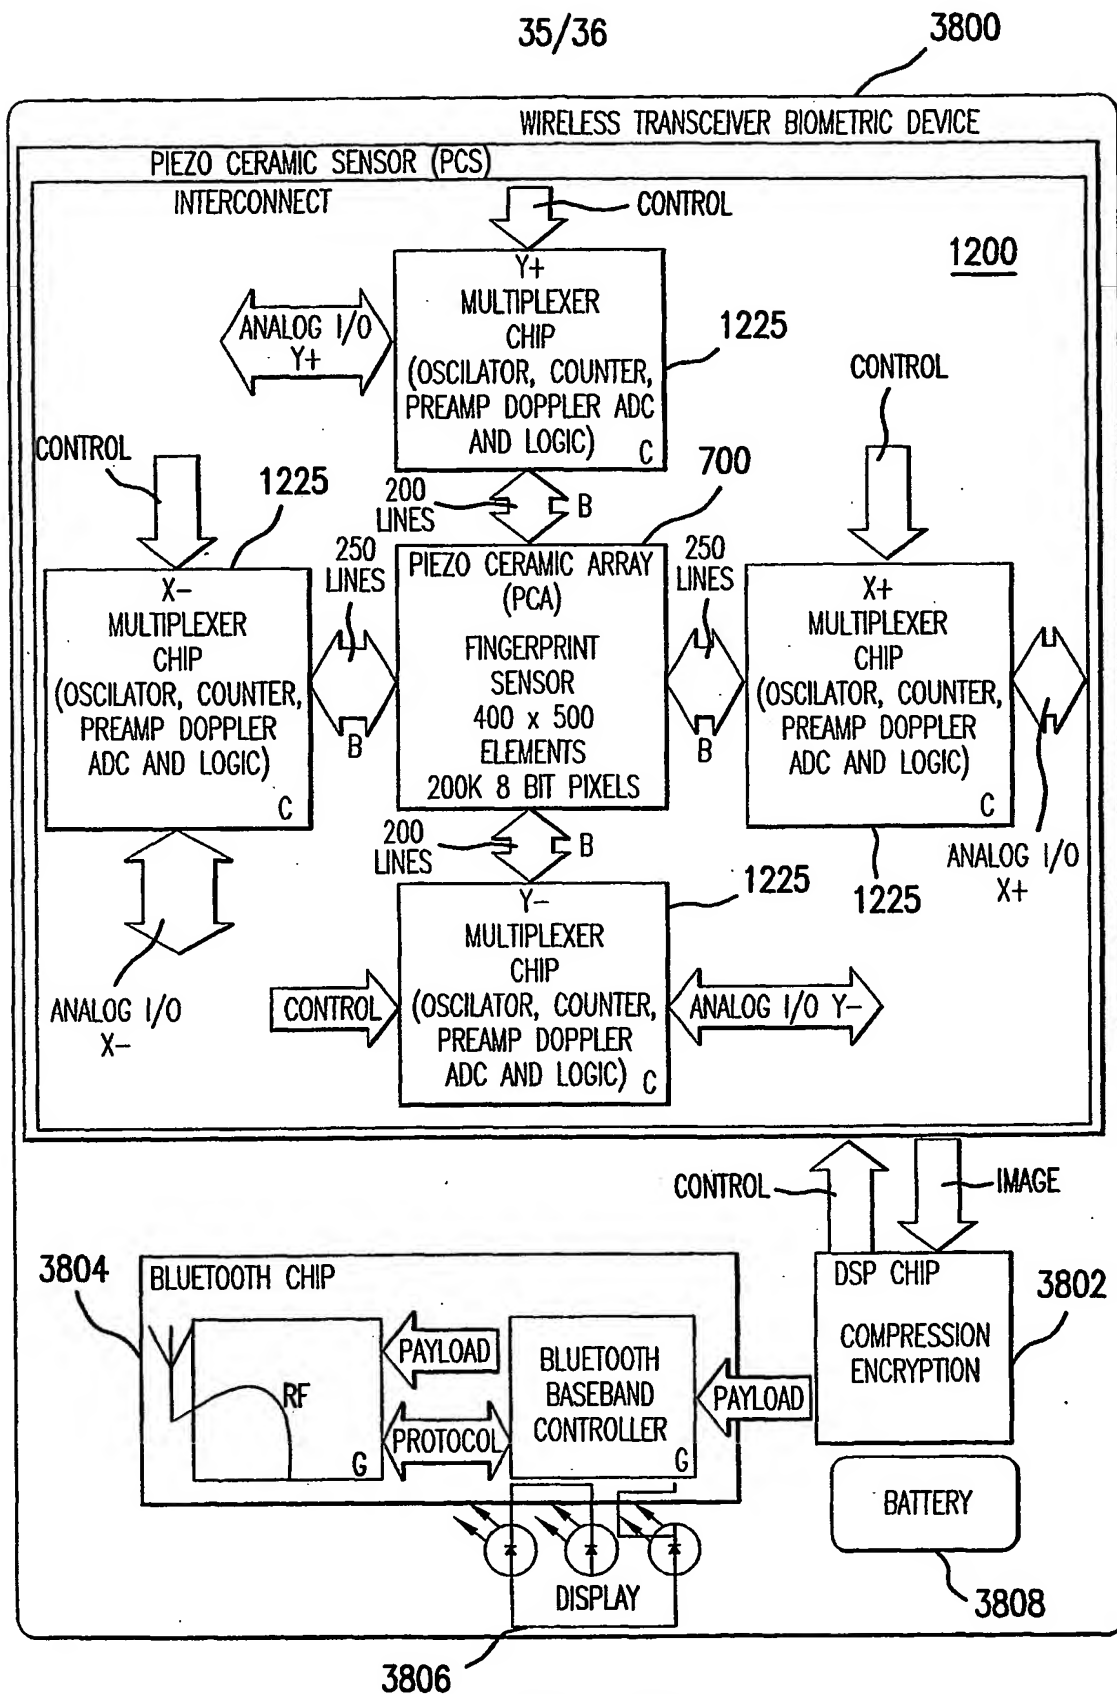 35/36
3800
WIRELESS TRANSCEIVER BIOMETRIC DEVICE
PIEZO CERAMIC SENSOR (PCS)
INTERCONNECT
CONTROL
1200
Y+
MULTIPLEXER
CHIP
(OSCILATOR, COUNTER,
PREAMP DOPPLER ADC
AND LOGIC)
C
ANALOG I/O
Y+
1225
CONTROL
CONTROL
1225
200
LINES
B
700
X-
MULTIPLEXER
CHIP
(OSCILATOR, COUNTER,
PREAMP DOPPLER
ADC AND LOGIC)
C
250
LINES
B
PIEZO CERAMIC ARRAY
(PCA)
FINGERPRINT
SENSOR
400 x 500
ELEMENTS
200K 8 BIT PIXELS
250
LINES
B
X+
MULTIPLEXER
CHIP
(OSCILATOR, COUNTER,
PREAMP DOPPLER
ADC AND LOGIC)
C
200
LINES
B
1225
1225
ANALOG I/O
X+
Y-
MULTIPLEXER
CHIP
(OSCILATOR, COUNTER,
PREAMP DOPPLER
ADC AND LOGIC)
C
ANALOG I/O
X-
CONTROL
ANALOG I/O Y-
CONTROL
IMAGE
3804
BLUETOOTH CHIP
RF
G
PAYLOAD
PROTOCOL
BLUETOOTH
BASEBAND
CONTROLLER
G
PAYLOAD
DSP CHIP
COMPRESSION
ENCRYPTION
3802
BATTERY
3808
DISPLAY
3806